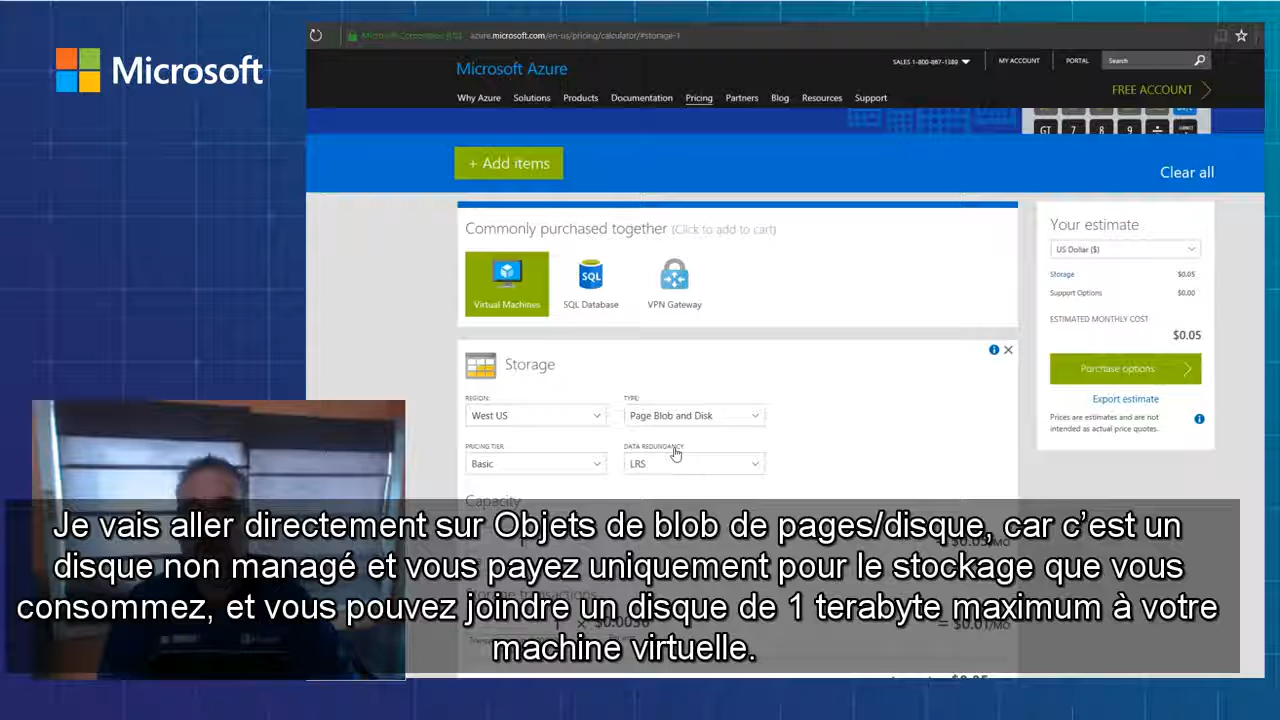 Microsoft
azure.microsoft.com/en-us/pricing/calculator/#storage-1
Microsoft Azure
SALES 1-800-867-1389
MY ACCOUNT
PORTAL
Search
FREE ACCOUNT
Why Azure
Solutions
Products
Documentation
Pricing
Partners
Blog
Resources
Support
GT 7 8 9 ÷
+ Add items
Clear all
Commonly purchased together (Click to add to cart)
Virtual Machines
SQL
SQL Database
VPN Gateway
Your estimate
US Dollar ($)
Storage $0.05
Support Options $0.00
ESTIMATED MONTHLY COST
$0.05
Purchase options
Export estimate
Prices are estimates and are not
intended as actual price quotes.
Storage
REGION:
West US
TYPE:
Page Blob and Disk
PRICING TIER
Basic
DATA REDUNDANCY
LRS
Capacity
Je vais aller directement sur Objets de blob de pages/disque, car c’est un
disque non managé et vous payez uniquement pour le stockage que vous
consommez, et vous pouvez joindre un disque de 1 terabyte maximum à votre
machine virtuelle.